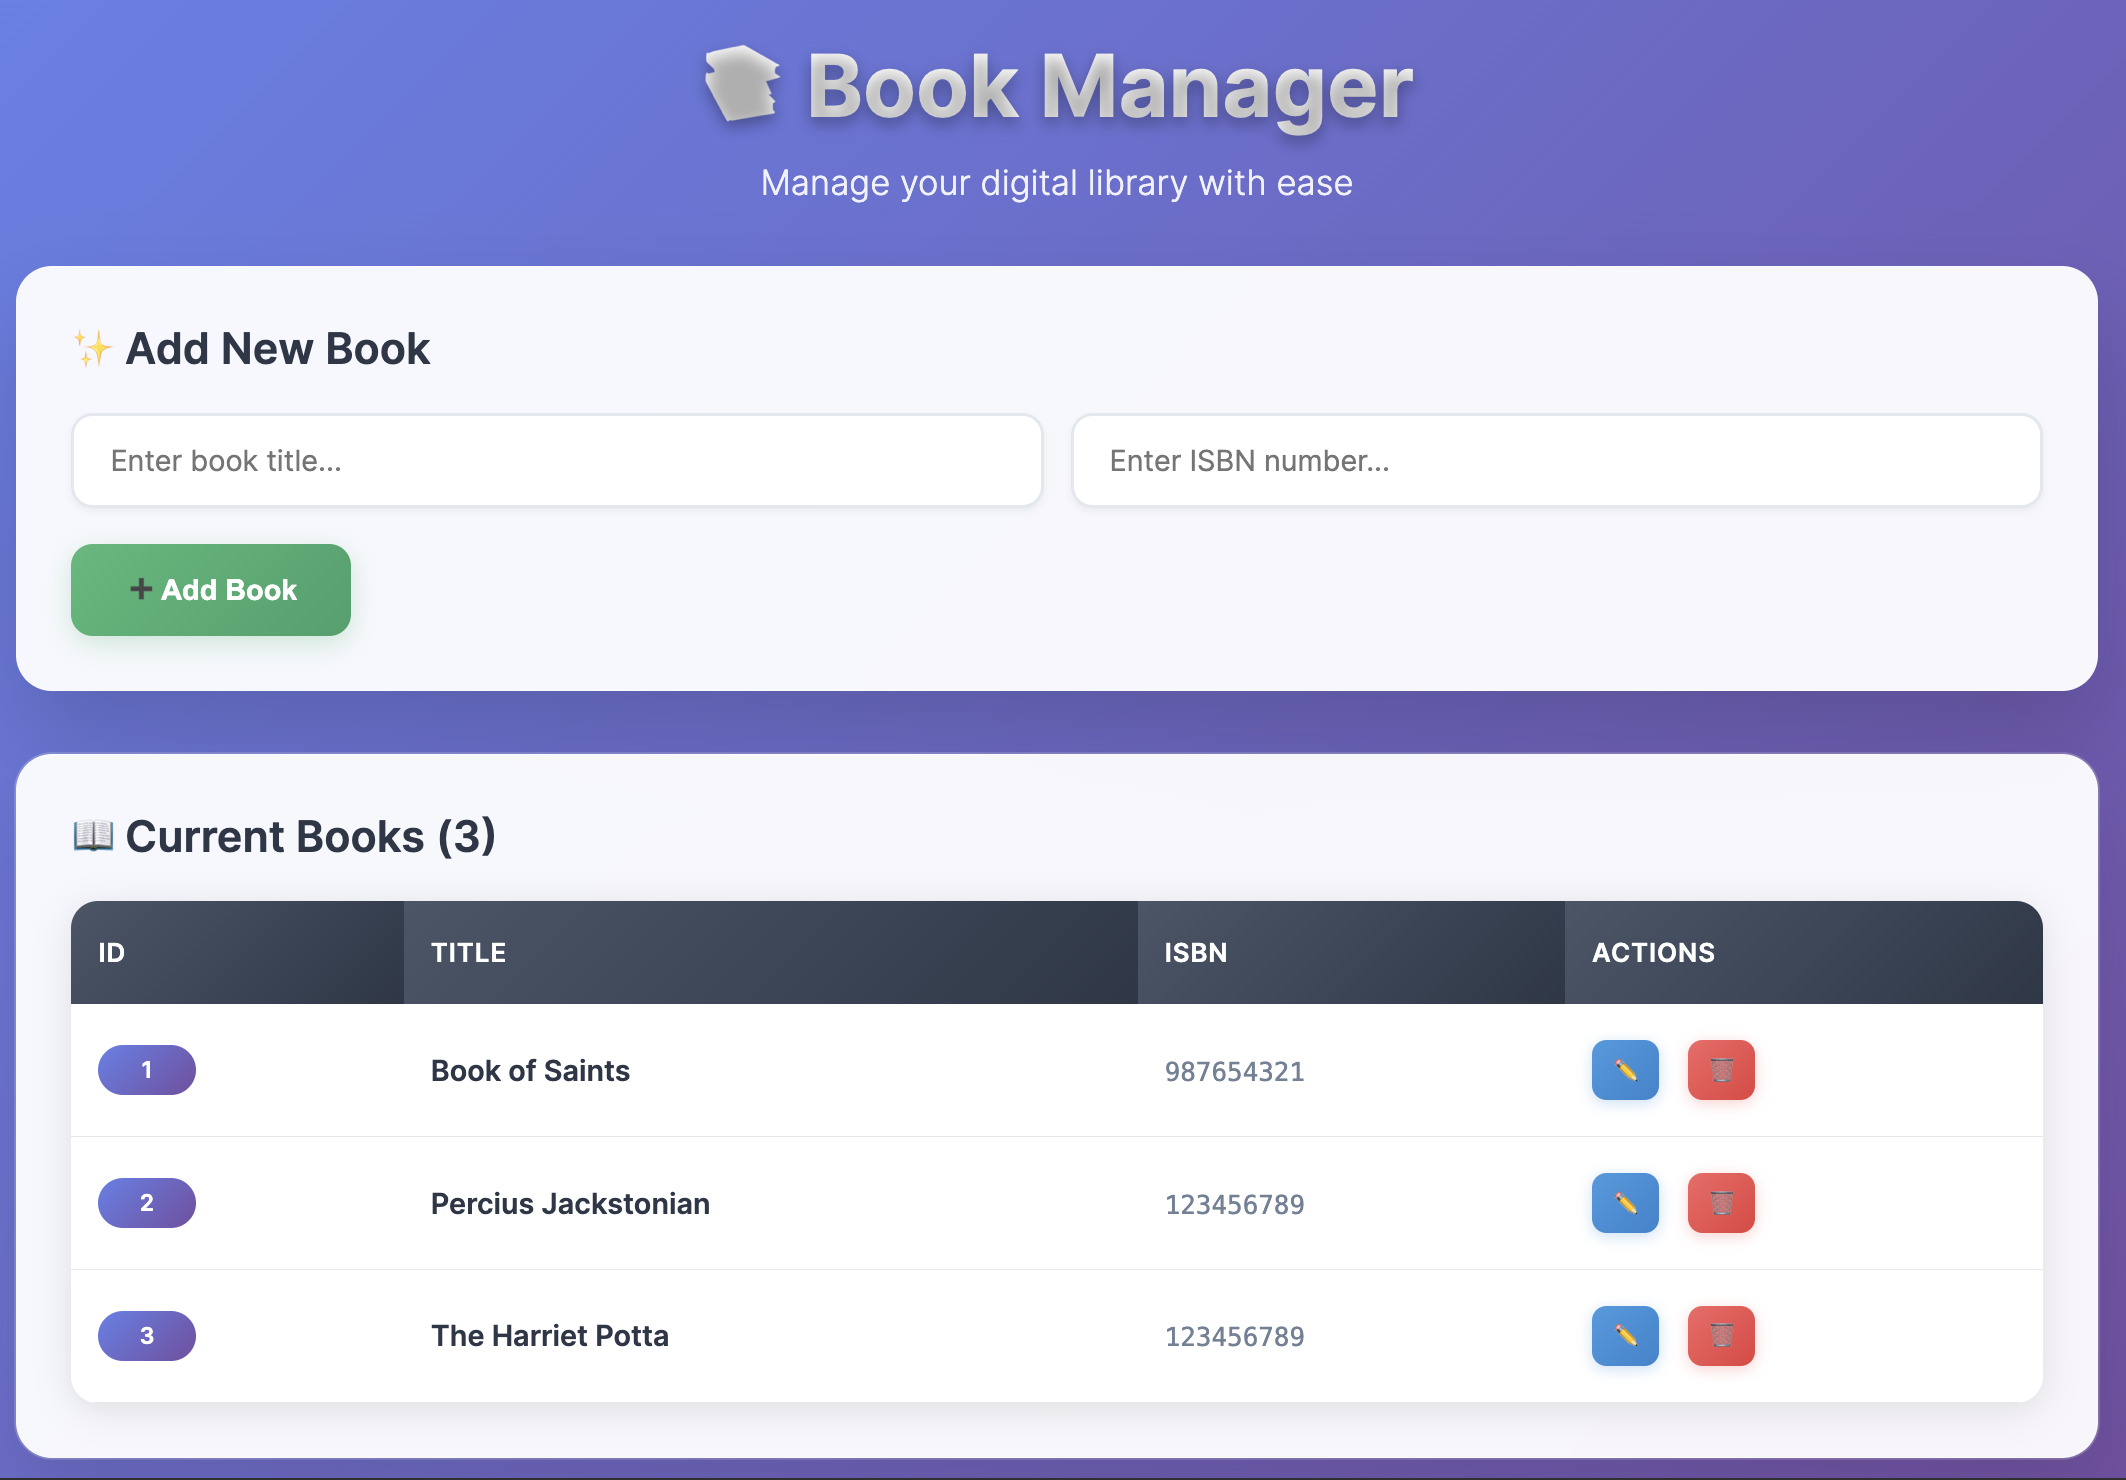 Book Manager
Manage your digital library with ease
✨ Add New Book
Enter book title...
Enter ISBN number...
➕ Add Book
📖 Current Books (3)
ID TITLE ISBN ACTIONS
1 Book of Saints 987654321
2 Percius Jackstonian 123456789
3 The Harriet Potta 123456789